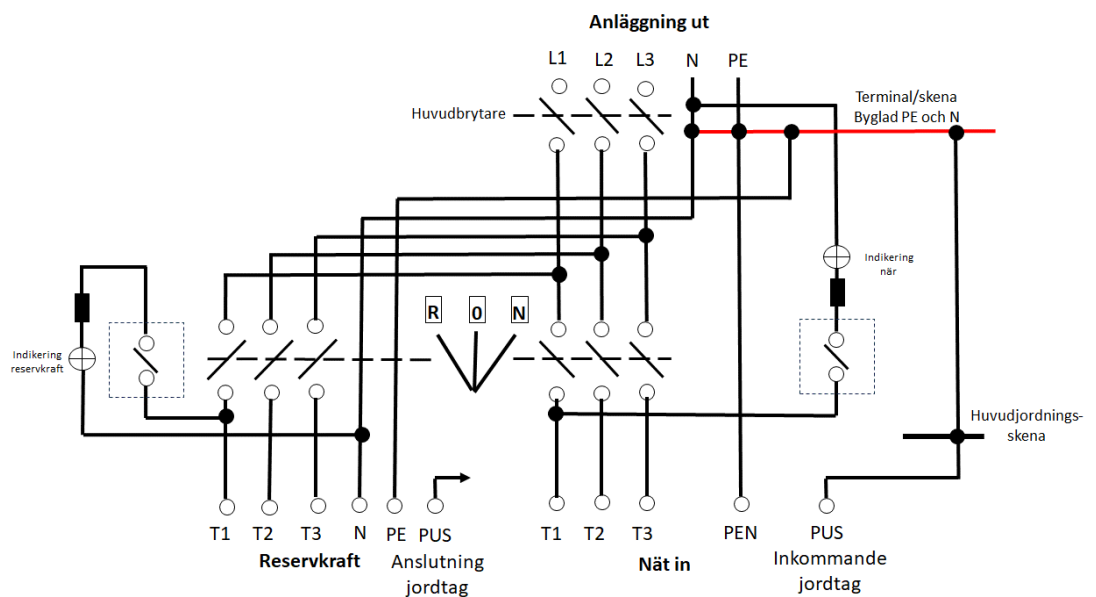 Anläggning ut
L1 L2 L3 N PE
Huvudbrytare
Terminal/skena
Byglad PE och N
Indikering
när
R 0 N
Indikering
reservkraft
Huvudjordnings-
skena
T1 T2 T3 N PE PUS
T1 T2 T3 PEN PUS
Reservkraft
Anslutning
jordtag
Nät in
Inkommande
jordtag